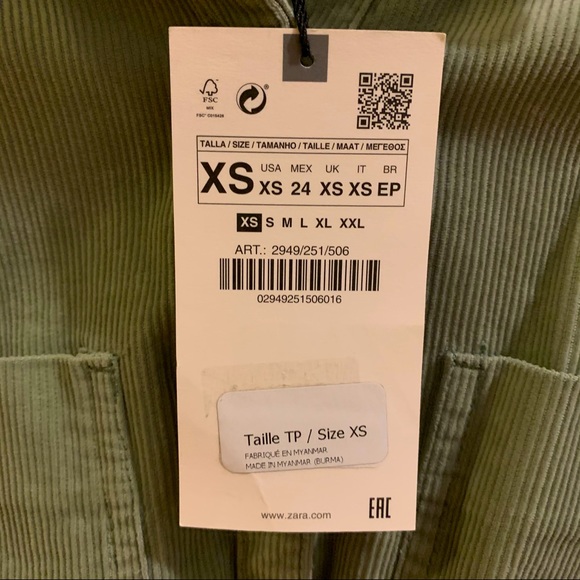 FSC
MIX
TALLA / SIZE / TAMANHO / TAILLE / MAAT / ΜΕΓΕΘΟΣ
XS USA MEX UK IT BR
XS 24 XS XS EP
XS S M L XL XXL
ART.: 2949/251/506
02949251506016
Taille TP / Size XS
FABRIQUÉ EN MYANMAR
MADE IN MYANMAR (BURMA)
www.zara.com
EAC